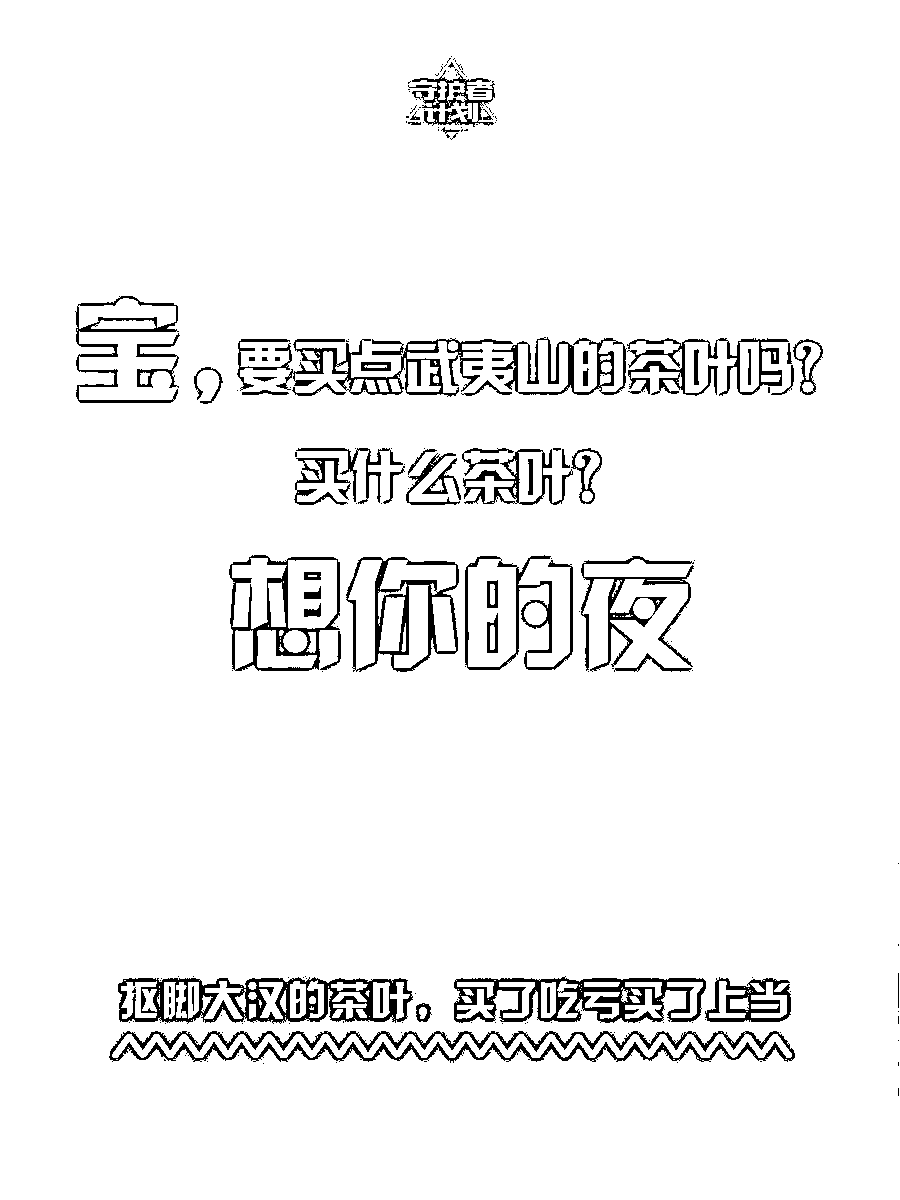 守护者
计划
宝，要买点武夷山的茶叶吗？
买什么茶叶？
想你的夜
抠脚大汉的茶叶，买了吃亏买了上当